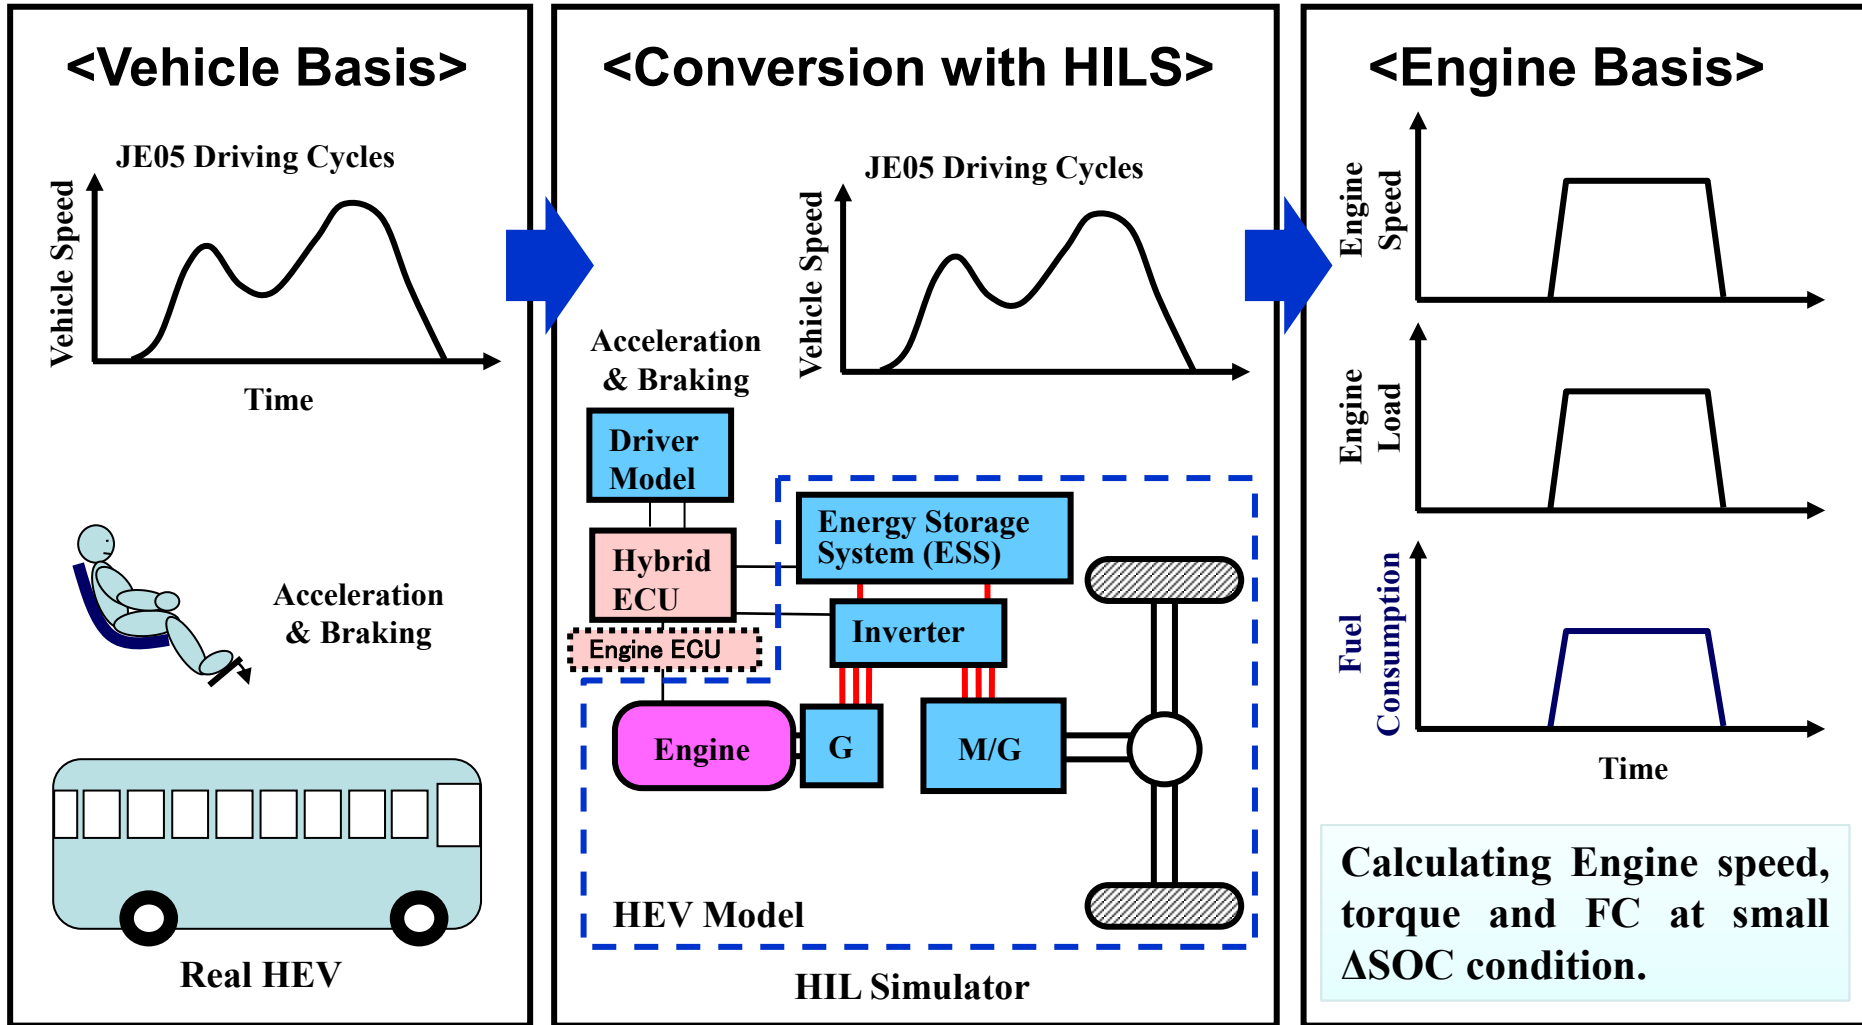 <Vehicle Basis>
JE05 Driving Cycles
Vehicle Speed
Time
Acceleration
& Braking
Real HEV
<Conversion with HILS>
JE05 Driving Cycles
Vehicle Speed
Acceleration
& Braking
Driver
Model
Hybrid
ECU
Engine ECU
Energy Storage
System (ESS)
Inverter
Engine
G
M/G
HEV Model
HIL Simulator
<Engine Basis>
Engine
Speed
Engine
Load
Fuel
Consumption
Time
Calculating Engine speed,
torque and FC at small
ΔSOC condition.